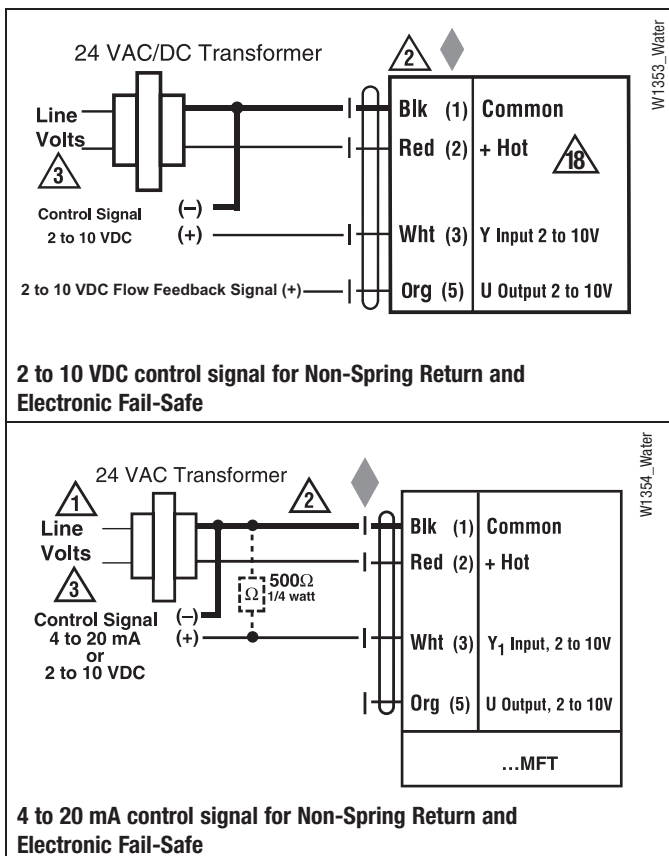 24 VAC/DC Transformer
2
W1353_Water
Line
Volts
3
Blk (1) Common
Red (2) + Hot
18
Control Signal
2 to 10 VDC
(–)
(+)
Wht (3) Y Input 2 to 10V
2 to 10 VDC Flow Feedback Signal (+)
Org (5) U Output 2 to 10V
2 to 10 VDC control signal for Non-Spring Return and
Electronic Fail-Safe
24 VAC Transformer
2
W1354_Water
1
Line
Volts
3
Blk (1) Common
Red (2) + Hot
Ω
500Ω
1/4 watt
Control Signal
4 to 20 mA
or
2 to 10 VDC
(–)
(+)
Wht (3) Y1 Input, 2 to 10V
Org (5) U Output, 2 to 10V
...MFT
4 to 20 mA control signal for Non-Spring Return and
Electronic Fail-Safe